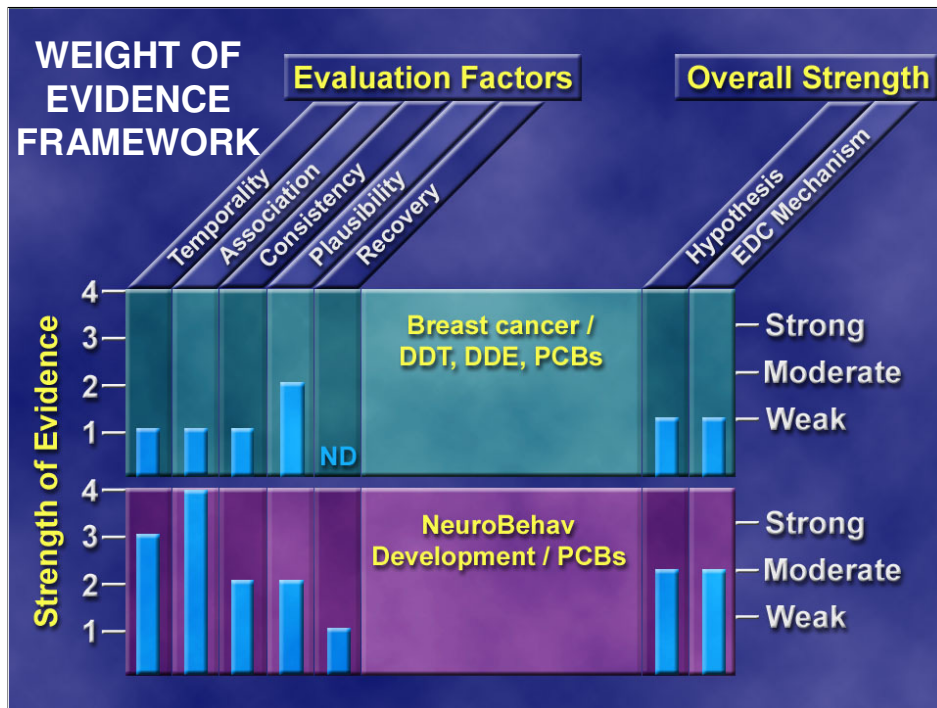 WEIGHT OF
EVIDENCE
FRAMEWORK
Evaluation Factors
Overall Strength
Temporality
Association
Consistency
Plausibility
Recovery
Hypothesis
EDC Mechanism
Strength of Evidence
4
3
2
1
Breast cancer /
DDT, DDE, PCBs
ND
Strong
Moderate
Weak
4
3
2
1
NeuroBehav
Development / PCBs
Strong
Moderate
Weak